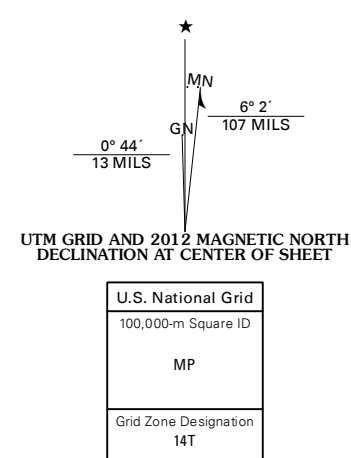 MN
6° 2´
107 MILS
GN
0° 44´
13 MILS
UTM GRID AND 2012 MAGNETIC NORTH
DECLINATION AT CENTER OF SHEET
U.S. National Grid
100,000-m Square ID
MP
Grid Zone Designation
14T